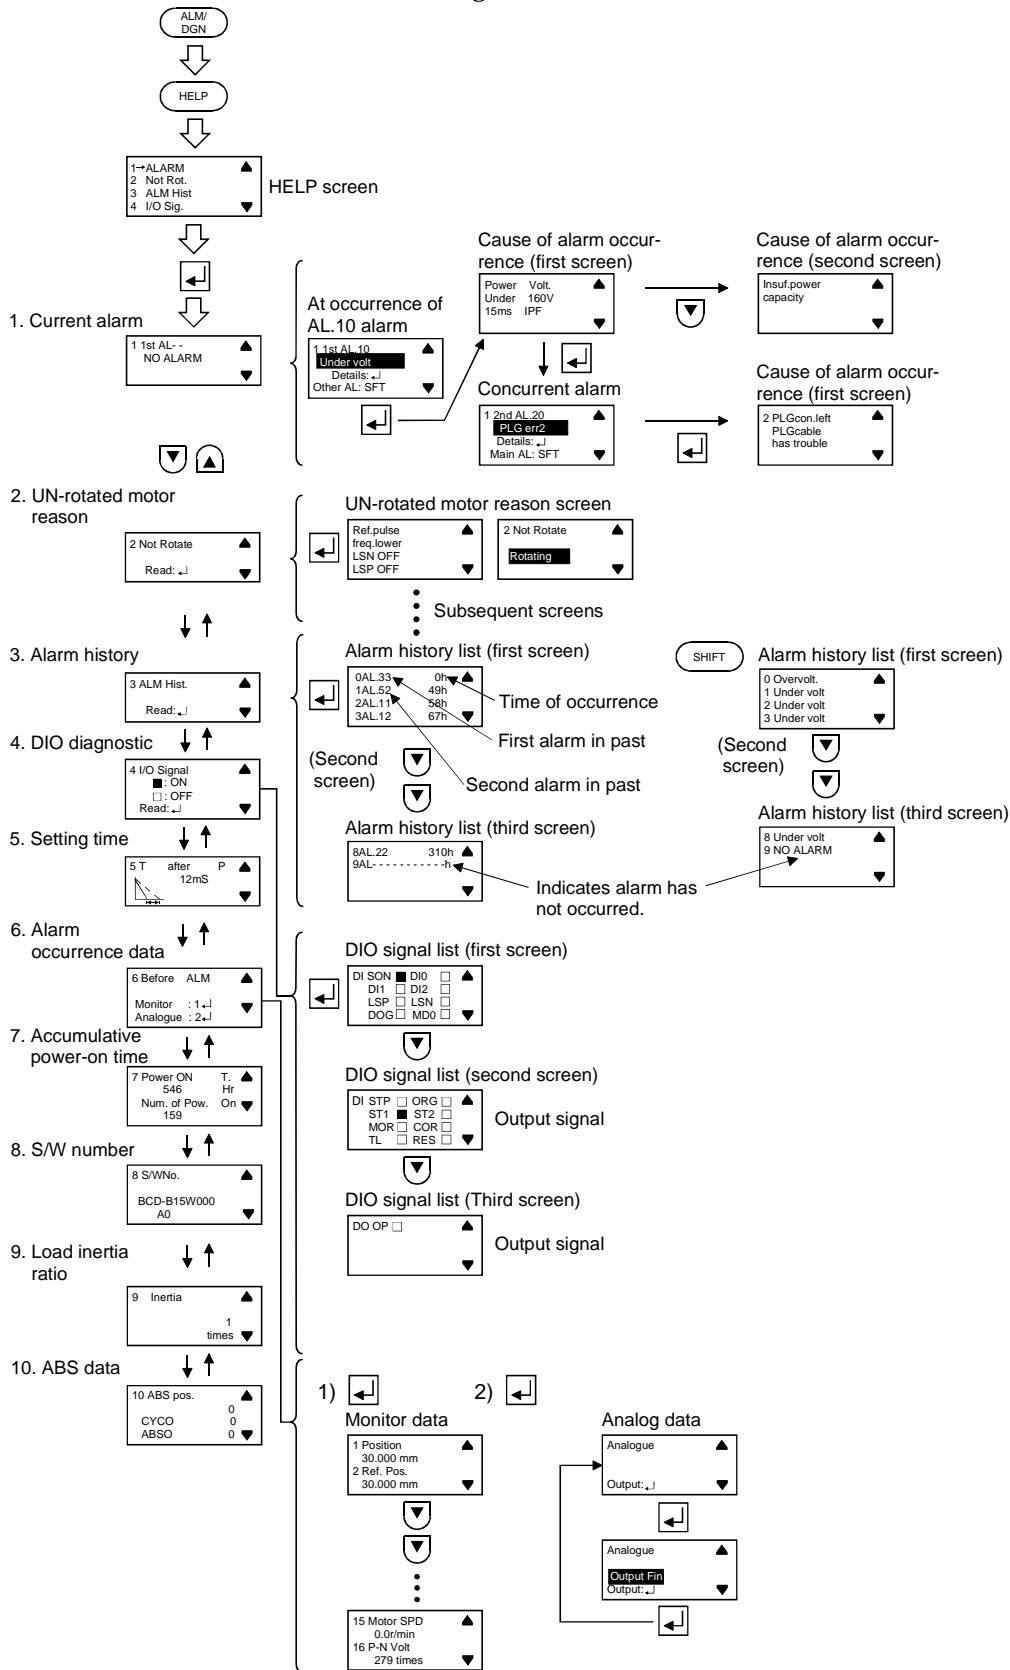 ALM/
DGN
HELP
1→ALARM
2 Not Rot.
3 ALM Hist
4 I/O Sig.
HELP screen
1. Current alarm
1 1st AL- -
NO ALARM
At occurrence of
AL.10 alarm
1 1st AL.10
Under volt
Details:↵
Other AL: SFT
Cause of alarm occur-
rence (first screen)
Power Volt.
Under 160V
15ms IPF
Cause of alarm occur-
rence (second screen)
Insuf.power
capacity
Concurrent alarm
1 2nd AL.20
PLG err2
Details:↵
Main AL: SFT
Cause of alarm occur-
rence (first screen)
2 PLGcon.left
PLGcable
has trouble
2. UN-rotated motor
reason
2 Not Rotate
Read:↵
UN-rotated motor reason screen
Ref.pulse
freq.lower
LSN OFF
LSP OFF
2 Not Rotate
Rotating
Subsequent screens
3. Alarm history
3 ALM Hist.
Read:↵
Alarm history list (first screen)
0AL.33 0h
1AL.52 49h
2AL.11 58h
3AL.12 67h
Time of occurrence
First alarm in past
Second alarm in past
(Second
screen)
Alarm history list (third screen)
8AL.22 310h
9AL- - - - - - - - - - -h
Indicates alarm has
not occurred.
SHIFT
Alarm history list (first screen)
0 Overvolt.
1 Under volt
2 Under volt
3 Under volt
(Second
screen)
Alarm history list (third screen)
8 Under volt
9 NO ALARM
4. DIO diagnostic
4 I/O Signal
■: ON
□: OFF
Read:↵
5. Setting time
5 T after P
12mS
6. Alarm
occurrence data
6 Before ALM
Monitor : 1↵
Analogue : 2↵
DIO signal list (first screen)
DI SON ■ DI0 □
DI1 □ DI2 □
LSP □ LSN □
DOG □ MD0 □
DIO signal list (second screen)
DI STP □ ORG □
ST1 ■ ST2 □
MOR □ COR □
TL □ RES □
Output signal
DIO signal list (Third screen)
DO OP □
Output signal
7. Accumulative
power-on time
7 Power ON T.
546 Hr
Num. of Pow. On
159
8. S/W number
8 S/WNo.
BCD-B15W000
A0
9. Load inertia
ratio
9 Inertia
1
times
10. ABS data
10 ABS pos.
0
CYCO 0
ABSO 0
1)
Monitor data
1 Position
30.000 mm
2 Ref. Pos.
30.000 mm
15 Motor SPD
0.0r/min
16 P-N Volt
279 times
2)
Analog data
Analogue
Output:↵
Analogue
Output Fin
Output:↵